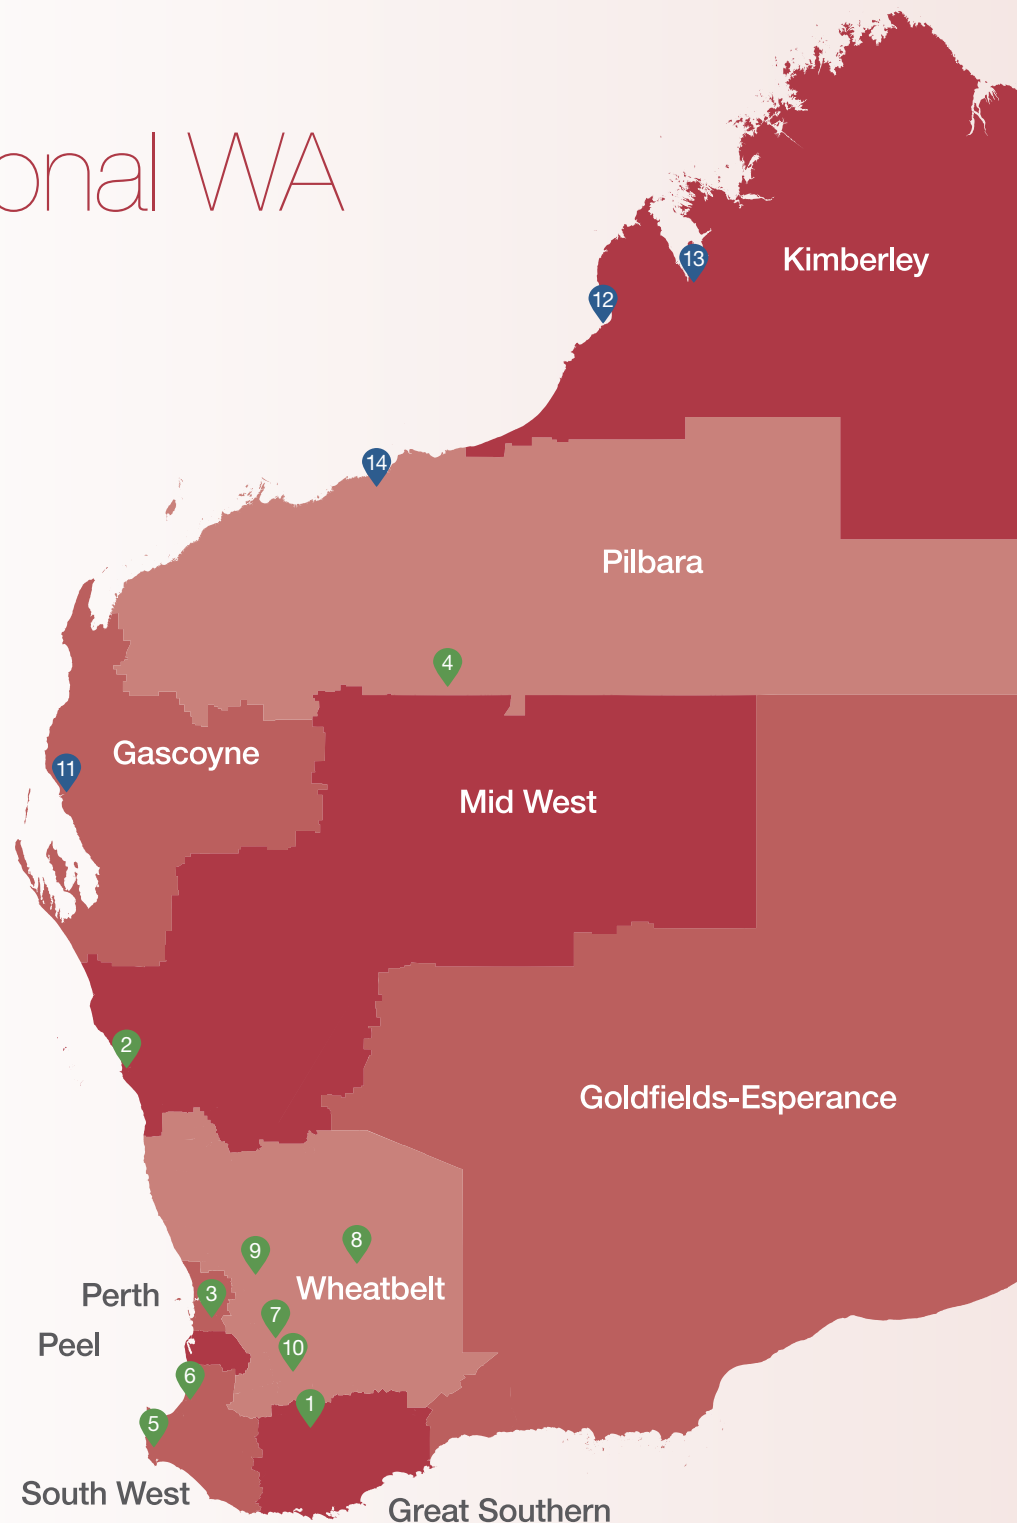 onal WA
Kimberley
13
12
14
Pilbara
4
Gascoyne
11
Mid West
2
Goldfields-Esperance
8
9
Wheatbelt
Perth
3
7
Peel
10
6
1
5
South West
Great Southern